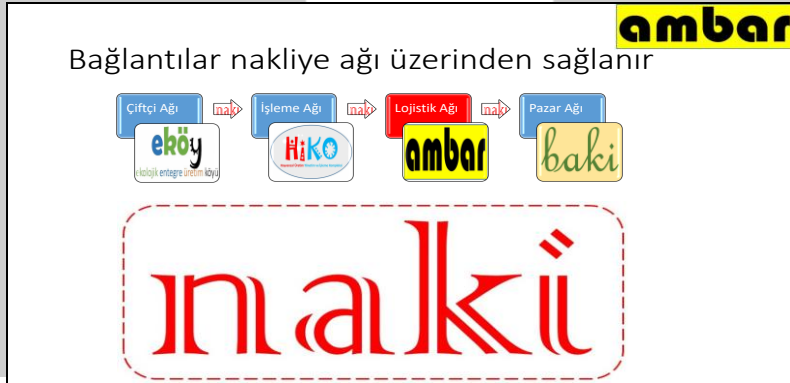 ambar
Bağlantılar nakliye ağı üzerinden sağlanır
Çiftçi Ağı naki İşleme Ağı naki Lojistik Ağı naki Pazar Ağı
eköy
ekolojik entegre üretim köyü
HiKO
ambar
baki
naki